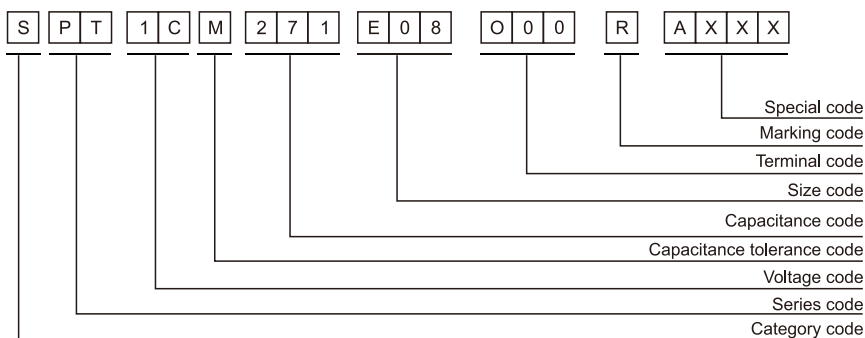 S P T 1 C M 2 7 1 E 0 8 O 0 0 R A X X X
Special code
Marking code
Terminal code
Size code
Capacitance code
Capacitance tolerance code
Voltage code
Series code
Category code